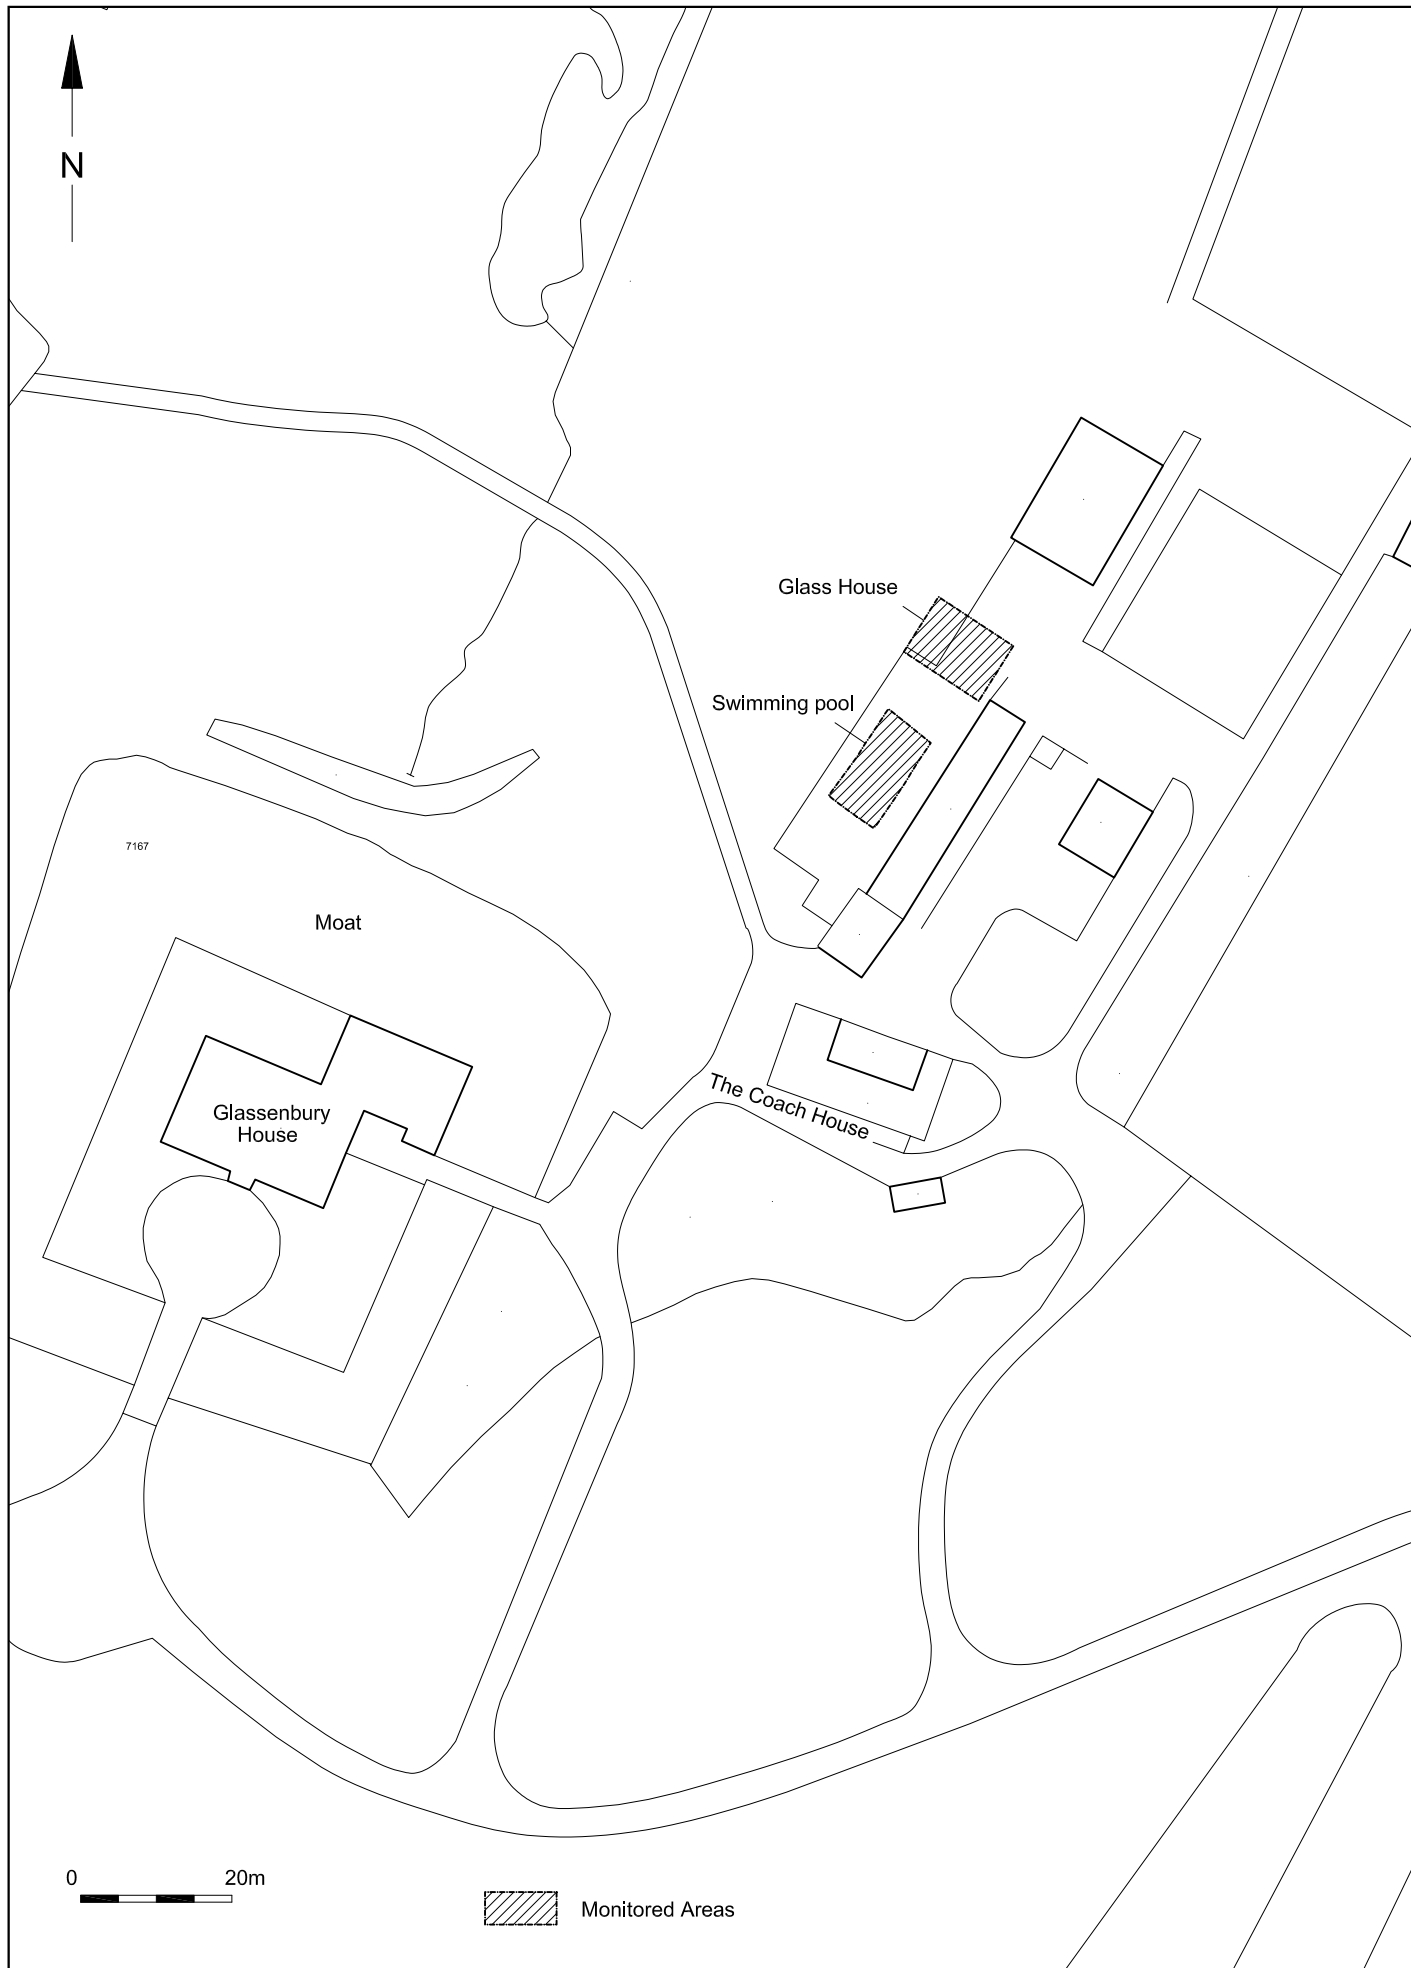 N
Glass House
Swimming pool
7167
Moat
The Coach House
Glassenbury
House
0 20m
Monitored Areas